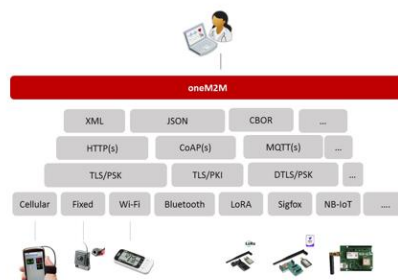 oneM2M
XML JSON CBOR ...
HTTP(s) CoAP(s) MQTT(s) ...
TLS/PSK TLS/PKI DTLS/PSK ...
Cellular Fixed Wi-Fi Bluetooth LoRA Sigfox NB-IoT ....